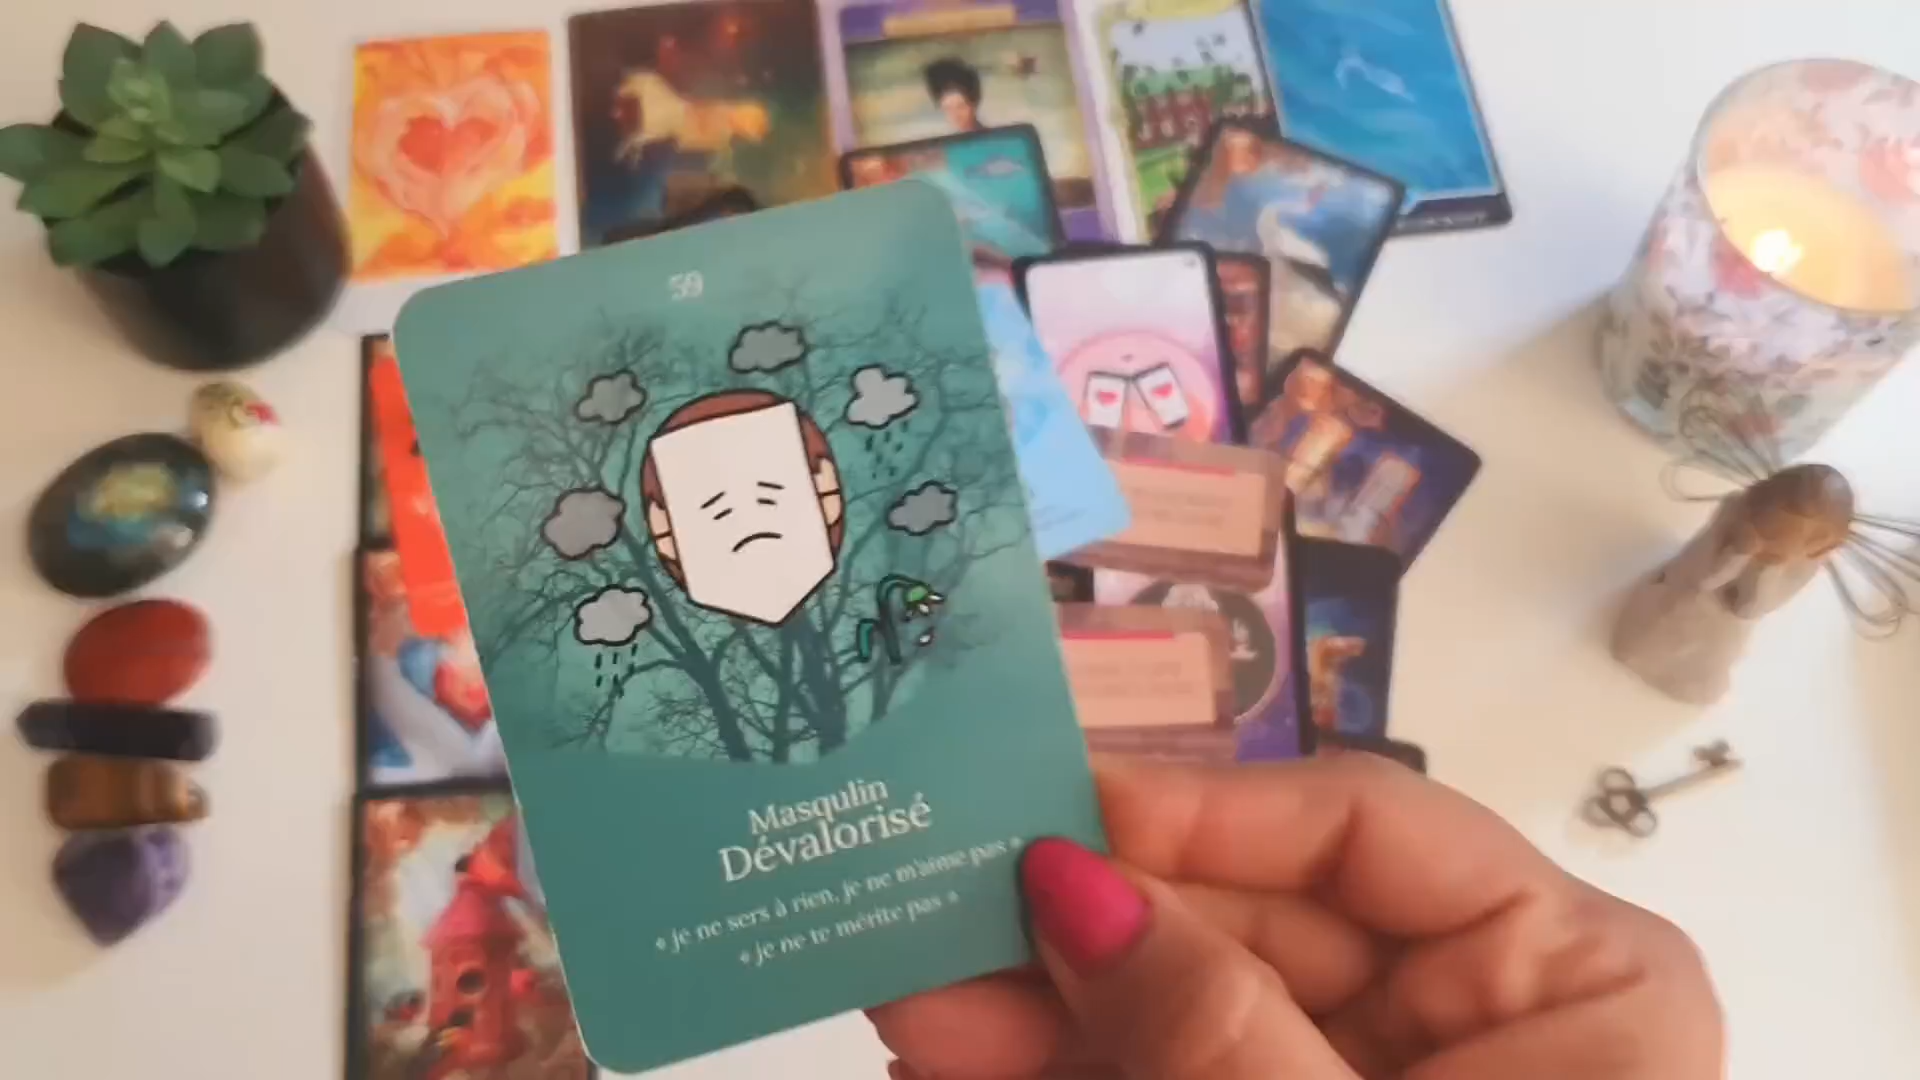 59
Masqulin
Dévalorisé
« je ne sers à rien, je ne m'aime pas »
« je ne te mérite pas »